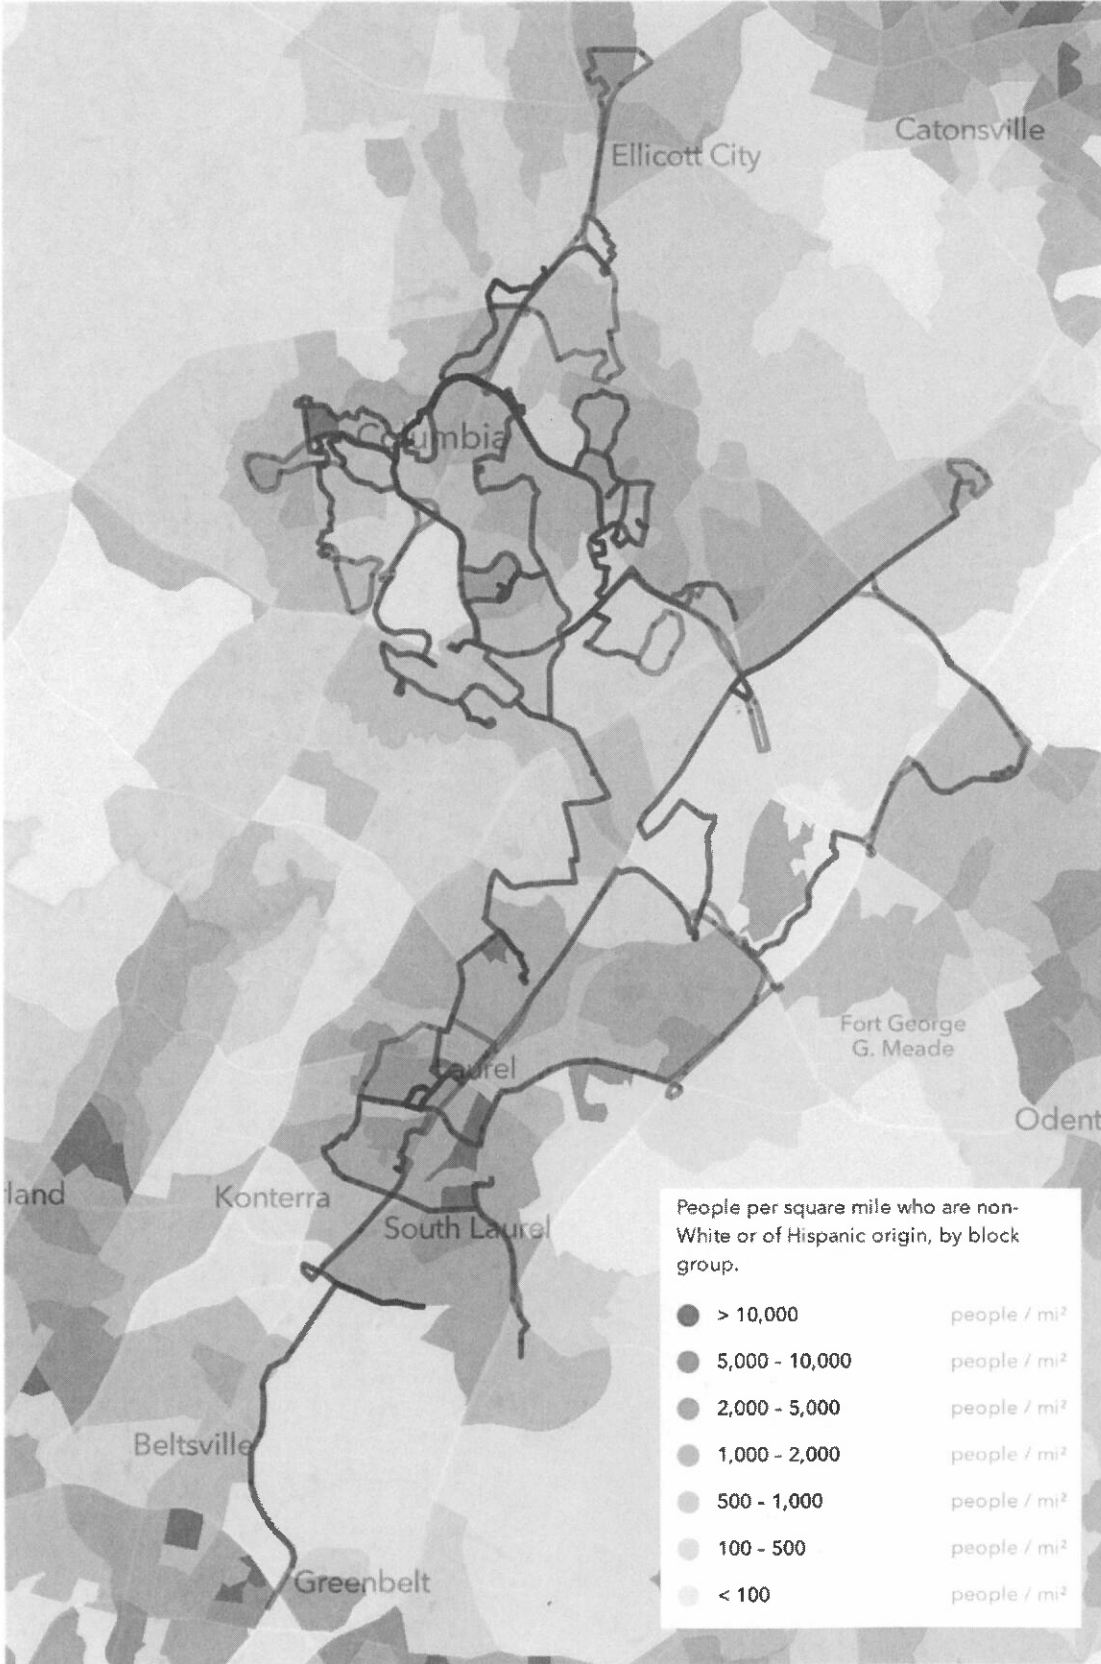 Catonsville
Ellicott City
Columbia
Fort George
G. Meade
Laurel
Odent
land
Konterra
South Laurel
Beltsville
Greenbelt
People per square mile who are non-
White or of Hispanic origin, by block
group.
> 10,000 people / mi²
5,000 - 10,000 people / mi²
2,000 - 5,000 people / mi²
1,000 - 2,000 people / mi²
500 - 1,000 people / mi²
100 - 500 people / mi²
< 100 people / mi²